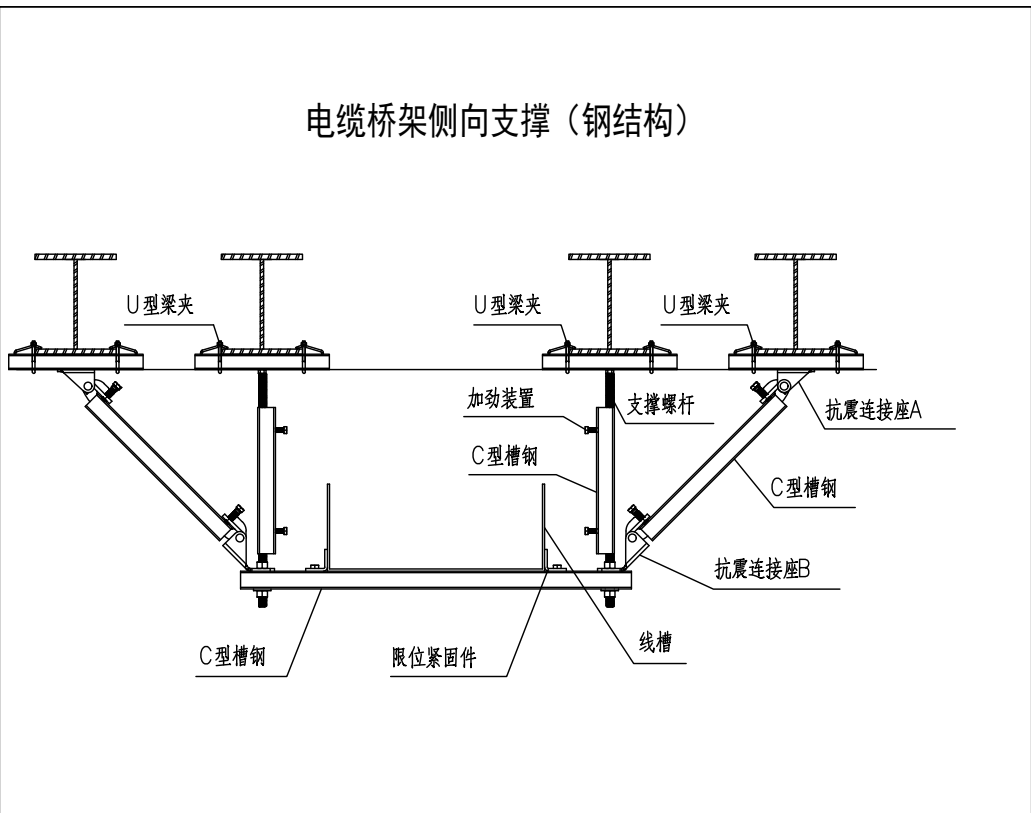 电缆桥架侧向支撑（钢结构）
U型梁夹
U型梁夹
U型梁夹
加劲装置
支撑螺杆
抗震连接座A
C型槽钢
C型槽钢
抗震连接座B
C型槽钢
限位紧固件
线槽